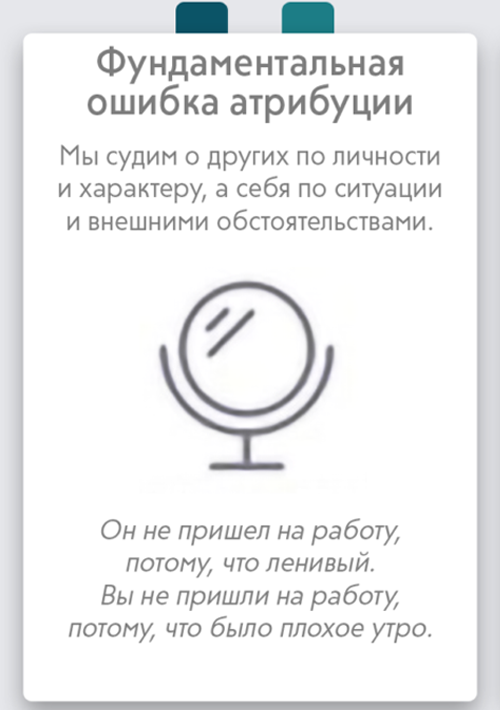 Фундаментальная
ошибка атрибуции
Мы судим о других по личности
и характеру, а себя по ситуации
и внешними обстоятельствами.
Он не пришел на работу,
потому, что ленивый.
Вы не пришли на работу,
потому, что было плохое утро.